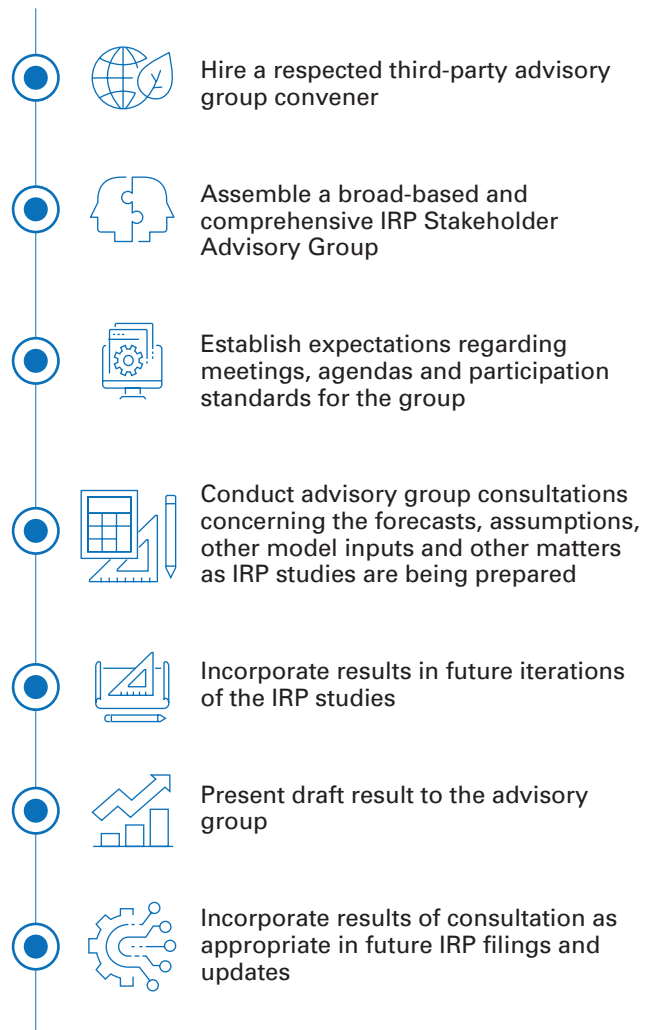 Hire a respected third-party advisory
group convener
Assemble a broad-based and
comprehensive IRP Stakeholder
Advisory Group
Establish expectations regarding
meetings, agendas and participation
standards for the group
Conduct advisory group consultations
concerning the forecasts, assumptions,
other model inputs and other matters
as IRP studies are being prepared
Incorporate results in future iterations
of the IRP studies
Present draft result to the advisory
group
Incorporate results of consultation as
appropriate in future IRP filings and
updates